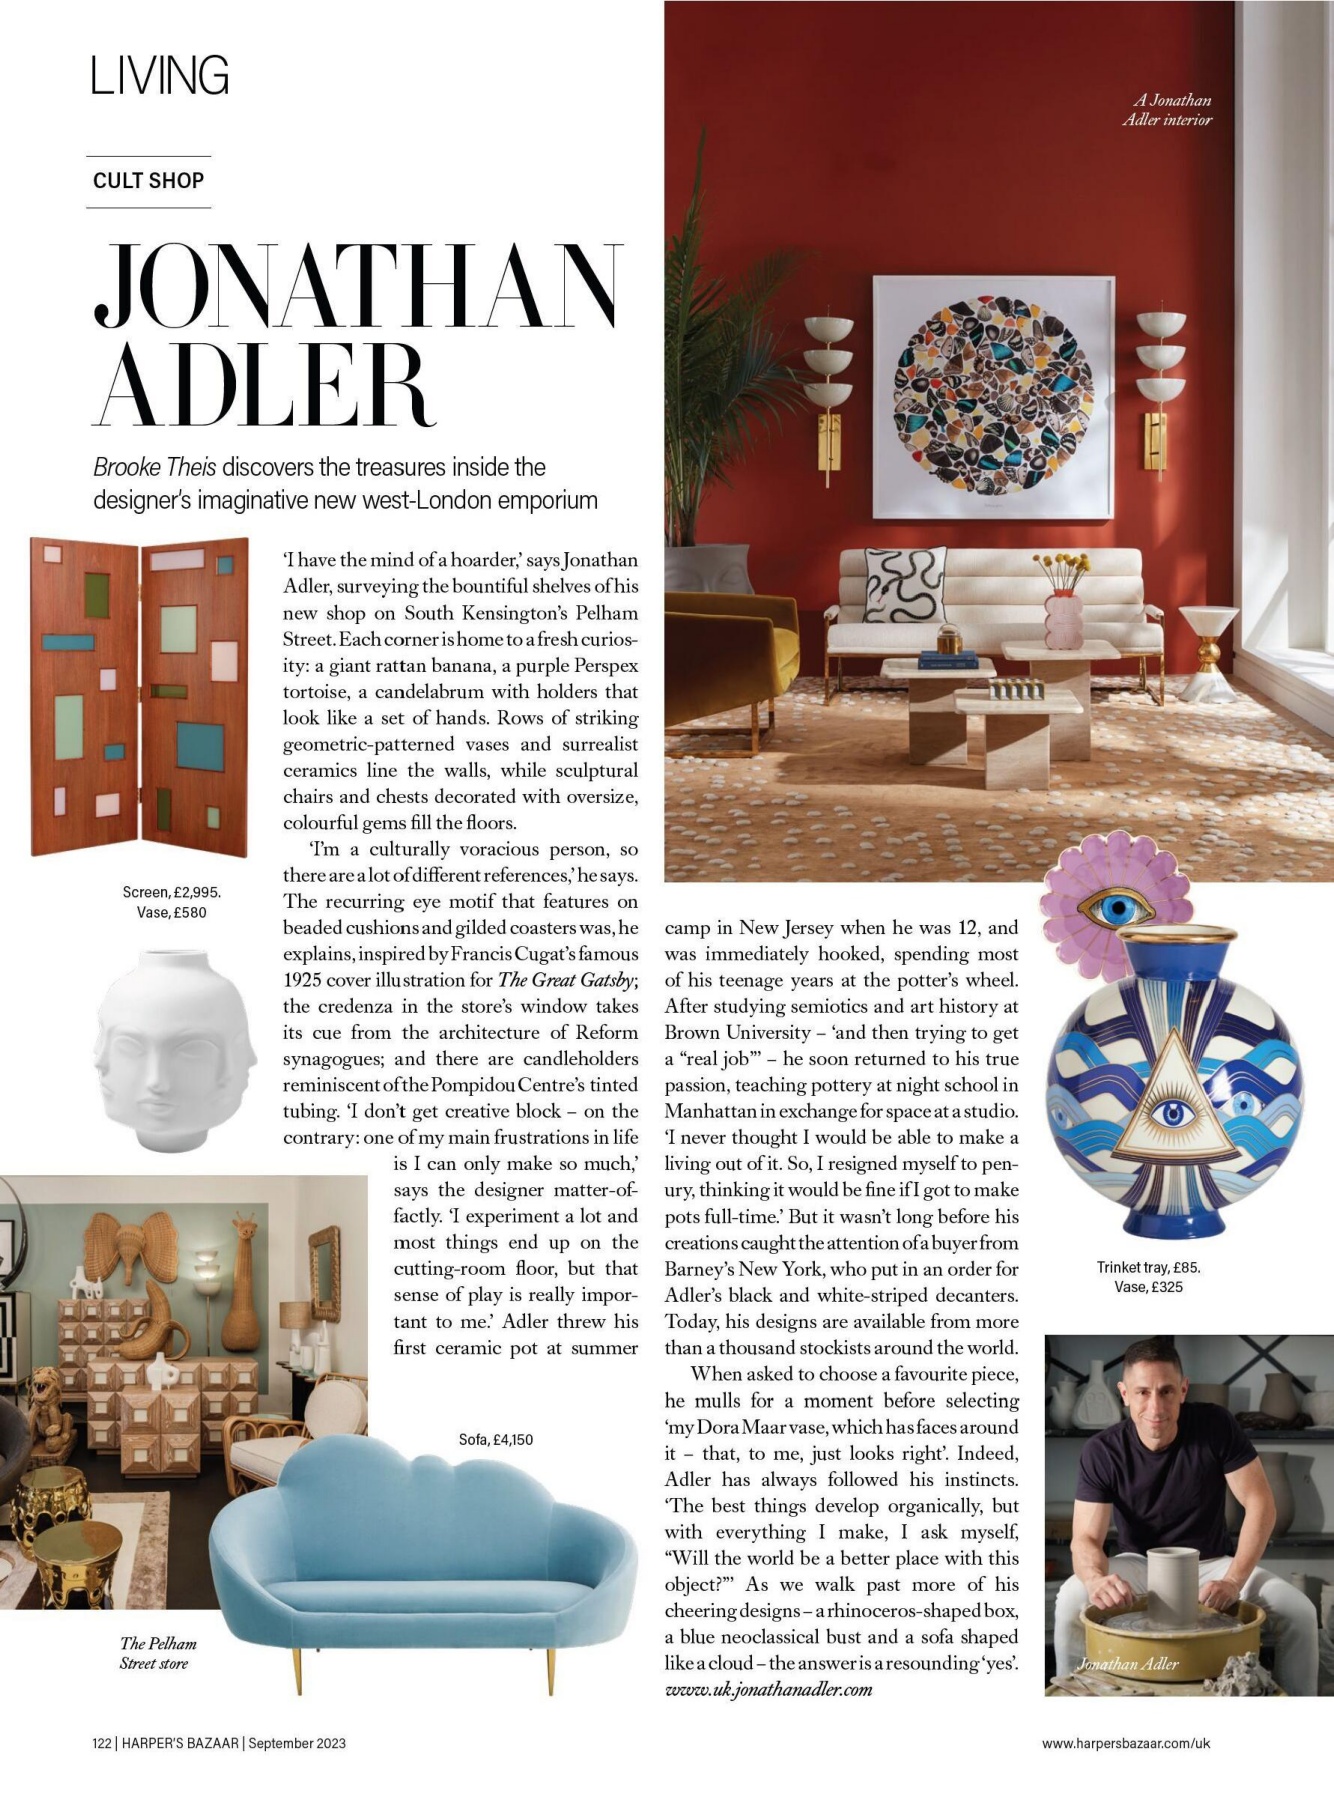 LIVING
CULT SHOP
JONATHAN
ADLER
Brooke Theis discovers the treasures inside the
designer's imaginative new west-London emporium
A Jonathan
Adler interior
'I have the mind of a hoarder,' says Jonathan
Adler, surveying the bountiful shelves of his
new shop on South Kensington's Pelham
Street. Each corner is home to a fresh curios-
ity: a giant rattan banana, a purple Perspex
tortoise, a candelabrum with holders that
look like a set of hands. Rows of striking
geometric-patterned vases and surrealist
ceramics line the walls, while sculptural
chairs and chests decorated with oversize,
colourful gems fill the floors.
'I'm a culturally voracious person, so
there are a lot of different references,' he says.
The recurring eye motif that features on
beaded cushions and gilded coasters was, he
explains, inspired by Francis Cugat's famous
1925 cover illustration for The Great Gatsby;
the credenza in the store's window takes
its cue from the architecture of Reform
synagogues; and there are candleholders
reminiscent of the Pompidou Centre's tinted
tubing. 'I don't get creative block – on the
contrary: one of my main frustrations in life
is I can only make so much,'
says the designer matter-of-
factly. 'I experiment a lot and
most things end up on the
cutting-room floor, but that
sense of play is really impor-
tant to me.' Adler threw his
first ceramic pot at summer
camp in New Jersey when he was 12, and
was immediately hooked, spending most
of his teenage years at the potter's wheel.
After studying semiotics and art history at
Brown University – 'and then trying to get
a "real job"' – he soon returned to his true
passion, teaching pottery at night school in
Manhattan in exchange for space at a studio.
'I never thought I would be able to make a
living out of it. So, I resigned myself to pen-
ury, thinking it would be fine if I got to make
pots full-time.' But it wasn't long before his
creations caught the attention of a buyer from
Barney's New York, who put in an order for
Adler's black and white-striped decanters.
Today, his designs are available from more
than a thousand stockists around the world.
When asked to choose a favourite piece,
he mulls for a moment before selecting
'my Dora Maar vase, which has faces around
it – that, to me, just looks right'. Indeed,
Adler has always followed his instincts.
'The best things develop organically, but
with everything I make, I ask myself,
"Will the world be a better place with this
object?"' As we walk past more of his
cheering designs – a rhinoceros-shaped box,
a blue neoclassical bust and a sofa shaped
like a cloud – the answer is a resounding 'yes'.
www.uk.jonathanadler.com
Screen, £2,995.
Vase, £580
Trinket tray, £85.
Vase, £325
Sofa, £4,150
The Pelham
Street store
Jonathan Adler
122 | HARPER'S BAZAAR | September 2023
www.harpersbazaar.com/uk